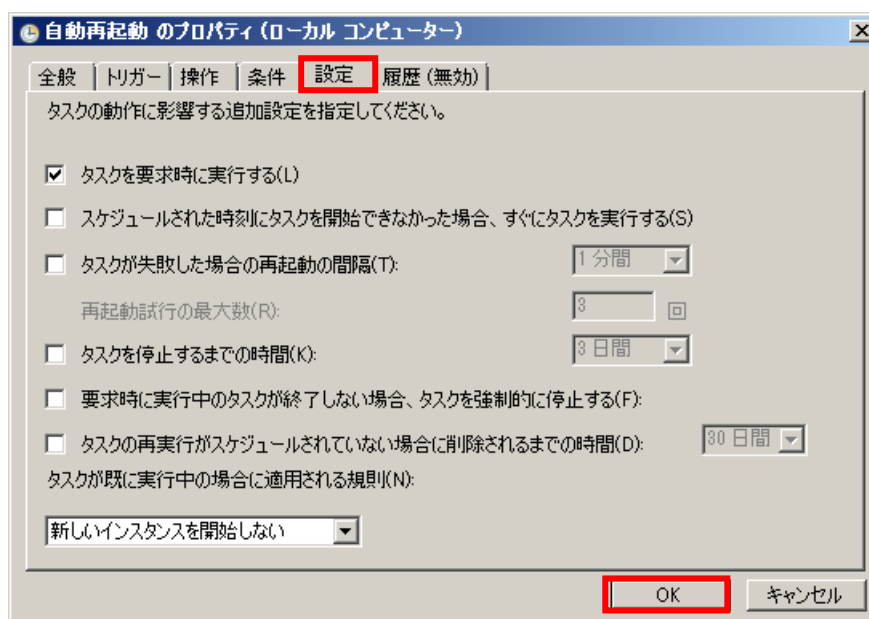 自動再起動 のプロパティ (ローカル コンピューター)
全般 トリガー 操作 条件 設定 履歴 (無効)
タスクの動作に影響する追加設定を指定してください。
タスクを要求時に実行する(L)
スケジュールされた時刻にタスクを開始できなかった場合、すぐにタスクを実行する(S)
タスクが失敗した場合の再起動の間隔(T): 1 分間
再起動試行の最大数(R): 3 回
タスクを停止するまでの時間(K): 3 日間
要求時に実行中のタスクが終了しない場合、タスクを強制的に停止する(F):
タスクの再実行がスケジュールされていない場合に削除されるまでの時間(D): 30 日間
タスクが既に実行中の場合に適用される規則(N):
新しいインスタンスを開始しない
OK キャンセル